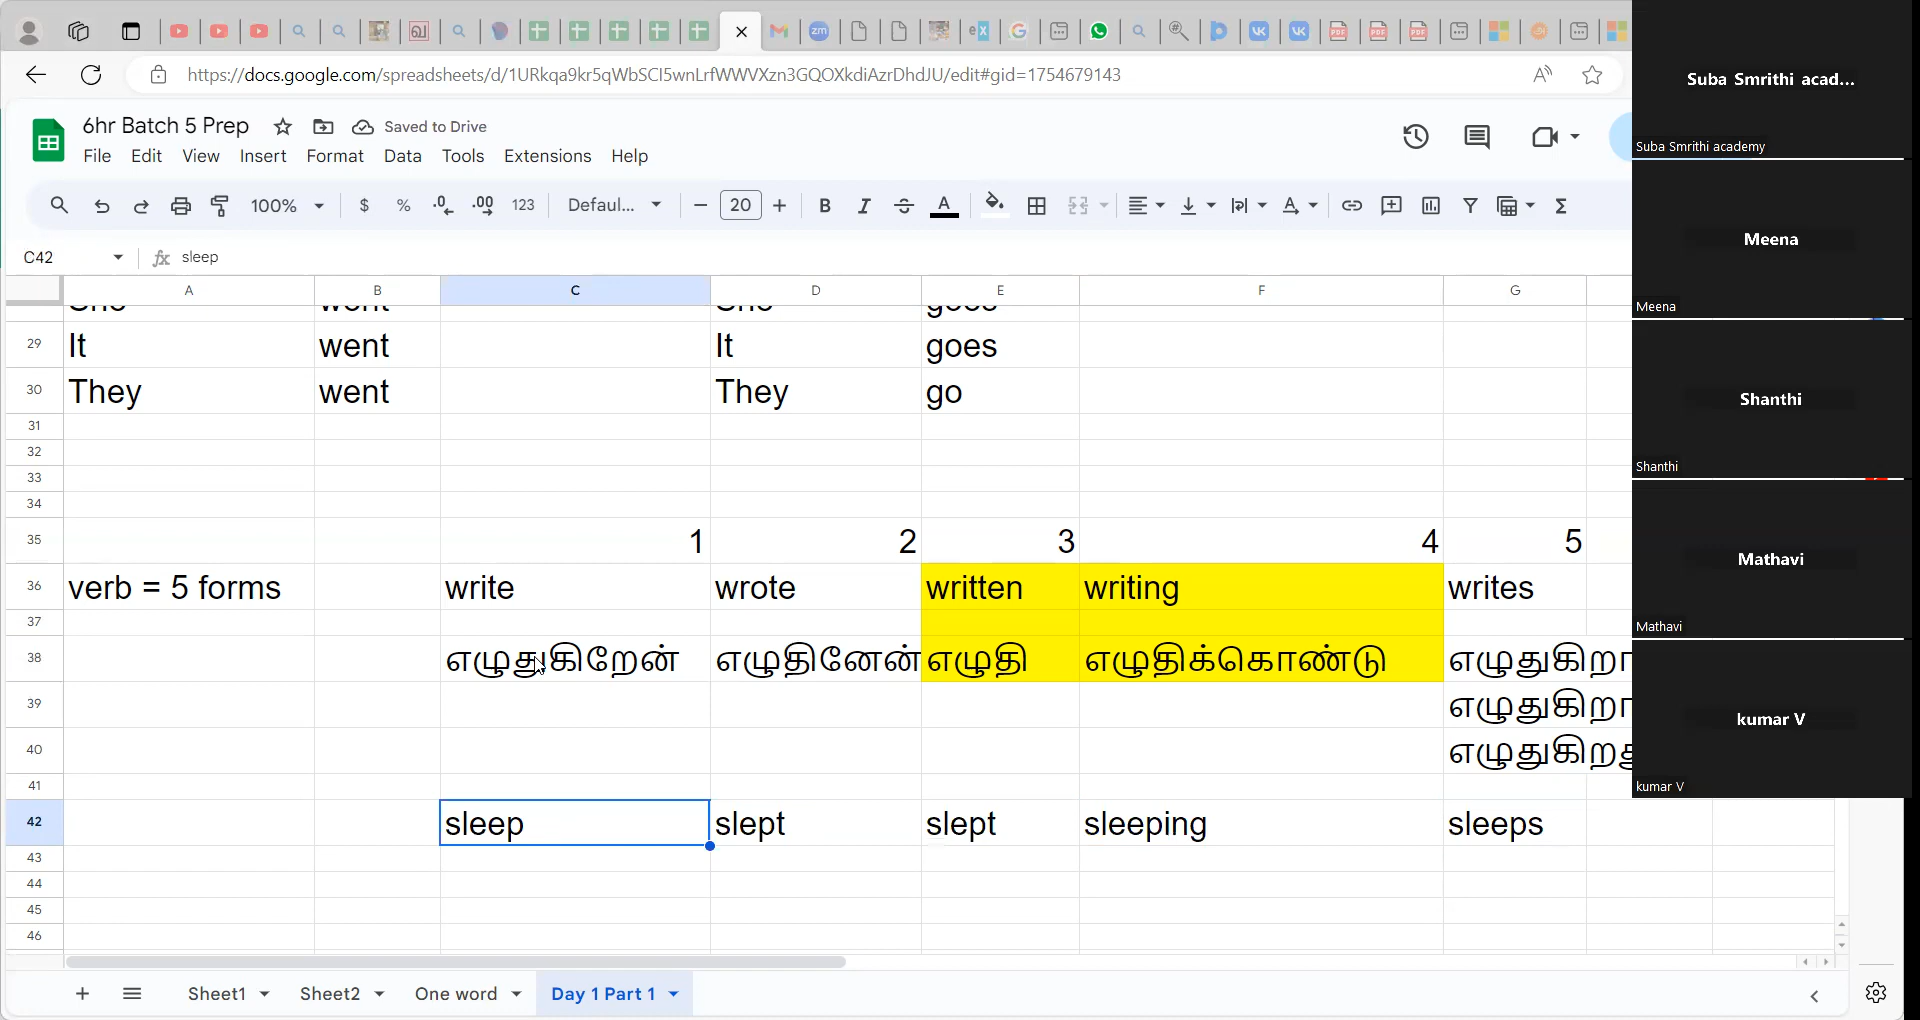 https://docs.google.com/spreadsheets/d/1URkqa9kr5qWbSCI5wnLrfWWVXzn3GQOXkdiAzrDhdJU/edit#gid=1754679143
6hr Batch 5 Prep Saved to Drive
File Edit View Insert Format Data Tools Extensions Help
100% $ % .0 .00 123 Defaul... 20 B I A Σ
C42 fx sleep
A B C D E F G
29 It went It goes
30 They went They go
31
32
33
34
35 1 2 3 4 5
36 verb = 5 forms write wrote written writing writes
37
38 எழுதுகிறேன் எழுதினேன் எழுதி எழுதிக்கொண்டு
39
40
41
42 sleep slept slept sleeping sleeps
43
44
45
46
Sheet1 Sheet2 One word Day 1 Part 1
Suba Smrithi acad...
Suba Smrithi academy
Meena
Meena
Shanthi
Shanthi
Mathavi
Mathavi
kumar V
kumar V